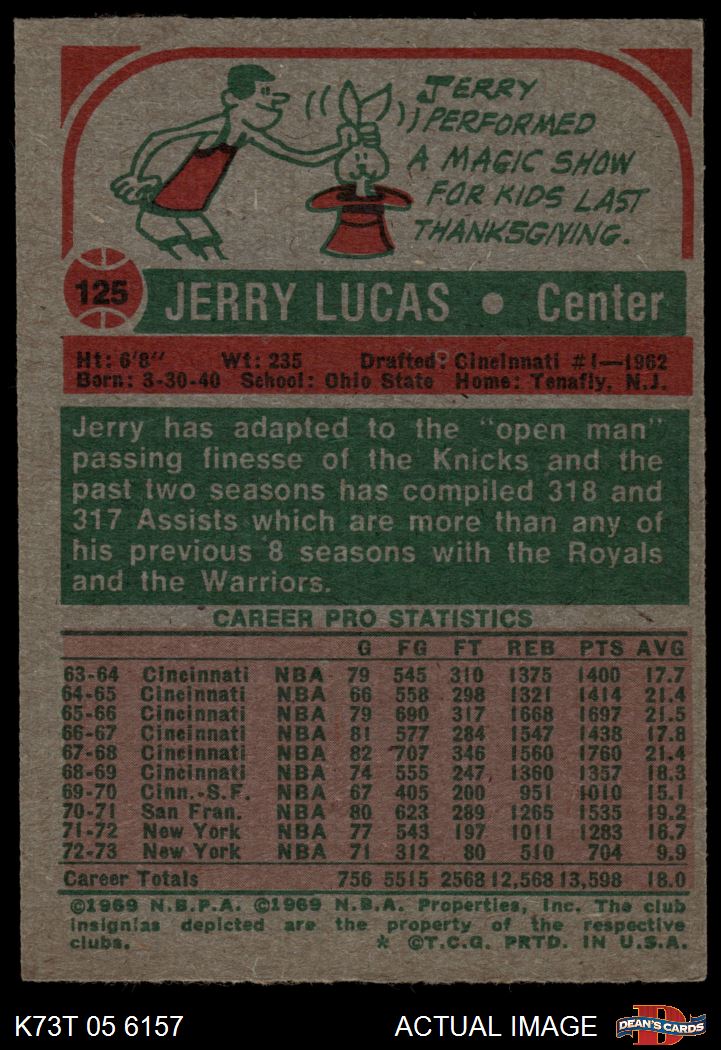 JERRY
PERFORMED
A MAGIC SHOW
FOR KIDS LAST
THANKSGIVING.
125 JERRY LUCAS • Center
Ht: 6'8" Wt: 235 Drafted: Cincinnati #1—1962
Born: 3-30-40 School: Ohio State Home: Tenafly, N.J.
Jerry has adapted to the "open man"
passing finesse of the Knicks and the
past two seasons has compiled 318 and
317 Assists which are more than any of
his previous 8 seasons with the Royals
and the Warriors.
CAREER PRO STATISTICS
G FG FT REB PTS AVG
63-64 Cincinnati NBA 79 545 310 1375 1400 17.7
64-65 Cincinnati NBA 66 558 298 1321 1414 21.4
65-66 Cincinnati NBA 79 690 317 1668 1697 21.5
66-67 Cincinnati NBA 81 577 284 1547 1438 17.8
67-68 Cincinnati NBA 82 707 346 1560 1760 21.4
68-69 Cincinnati NBA 74 555 247 1360 1357 18.3
69-70 Cinn.-S.F. NBA 67 405 200 951 1010 15.1
70-71 San Fran. NBA 80 623 289 1265 1535 19.2
71-72 New York NBA 77 543 197 1011 1283 16.7
72-73 New York NBA 71 312 80 510 704 9.9
Career Totals 756 5515 2568 12,568 13,598 18.0
©1969 N.B.P.A. ©1969 N.B.A. Properties, Inc. The club
insignias depicted are the property of the respective
clubs. * ©T.C.G. PRTD. IN U.S.A.
K73T 05 6157 ACTUAL IMAGE D DEAN'S CARDS